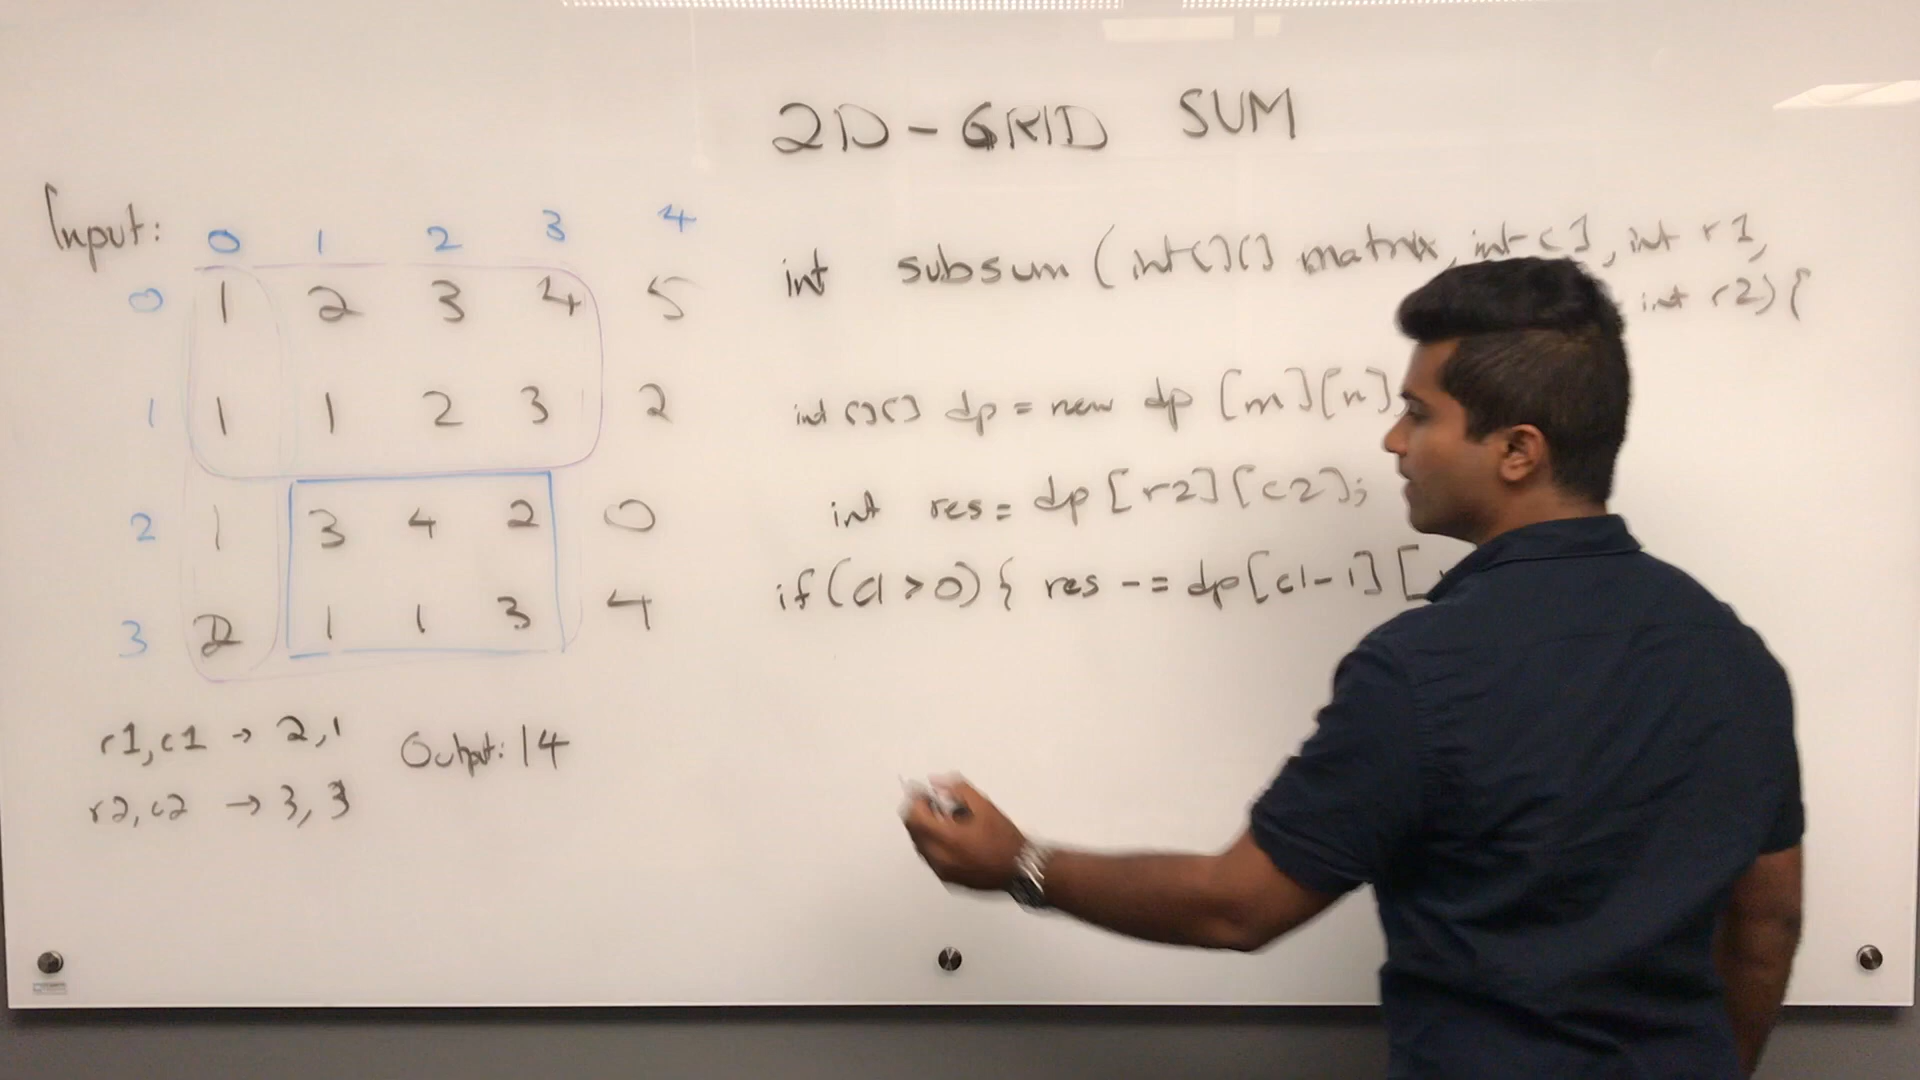 2D-GRID SUM
Input:
0 1 2 3 4
0 1 2 3 4 5
1 1 1 2 3 2
2 1 3 4 2 0
3 2 1 1 3 4
r1,c1 → 2,1
r2,c2 → 3,3
Output: 14
int subsum (int[][] matrix, int c1, int r1,
int r2) {
int[][] dp = new dp [m][n]
int res = dp [r2][c2];
if (c1 > 0) { res -= dp[c1-1][